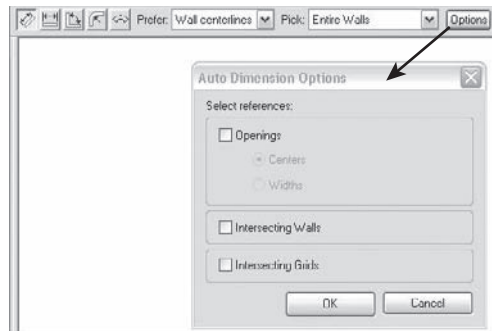 Prefer: Wall centerlines Pick: Entire Walls Options
Auto Dimension Options
Select references:
Openings
Centers
Widths
Intersecting Walls
Intersecting Grids
OK Cancel